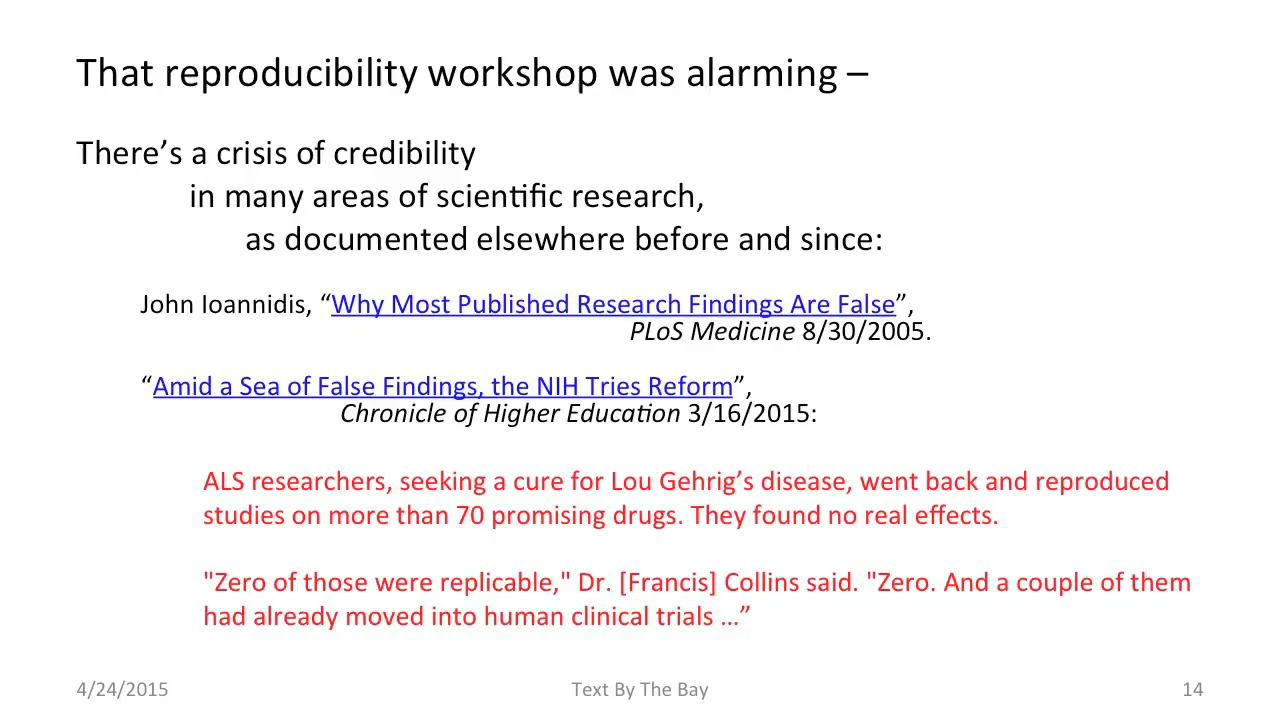 That reproducibility workshop was alarming –
There’s a crisis of credibility
in many areas of scientific research,
as documented elsewhere before and since:
John Ioannidis, “Why Most Published Research Findings Are False”,
PLoS Medicine 8/30/2005.
“Amid a Sea of False Findings, the NIH Tries Reform”,
Chronicle of Higher Education 3/16/2015:
ALS researchers, seeking a cure for Lou Gehrig’s disease, went back and reproduced
studies on more than 70 promising drugs. They found no real effects.
"Zero of those were replicable," Dr. [Francis] Collins said. "Zero. And a couple of them
had already moved into human clinical trials …”
4/24/2015 Text By The Bay 14